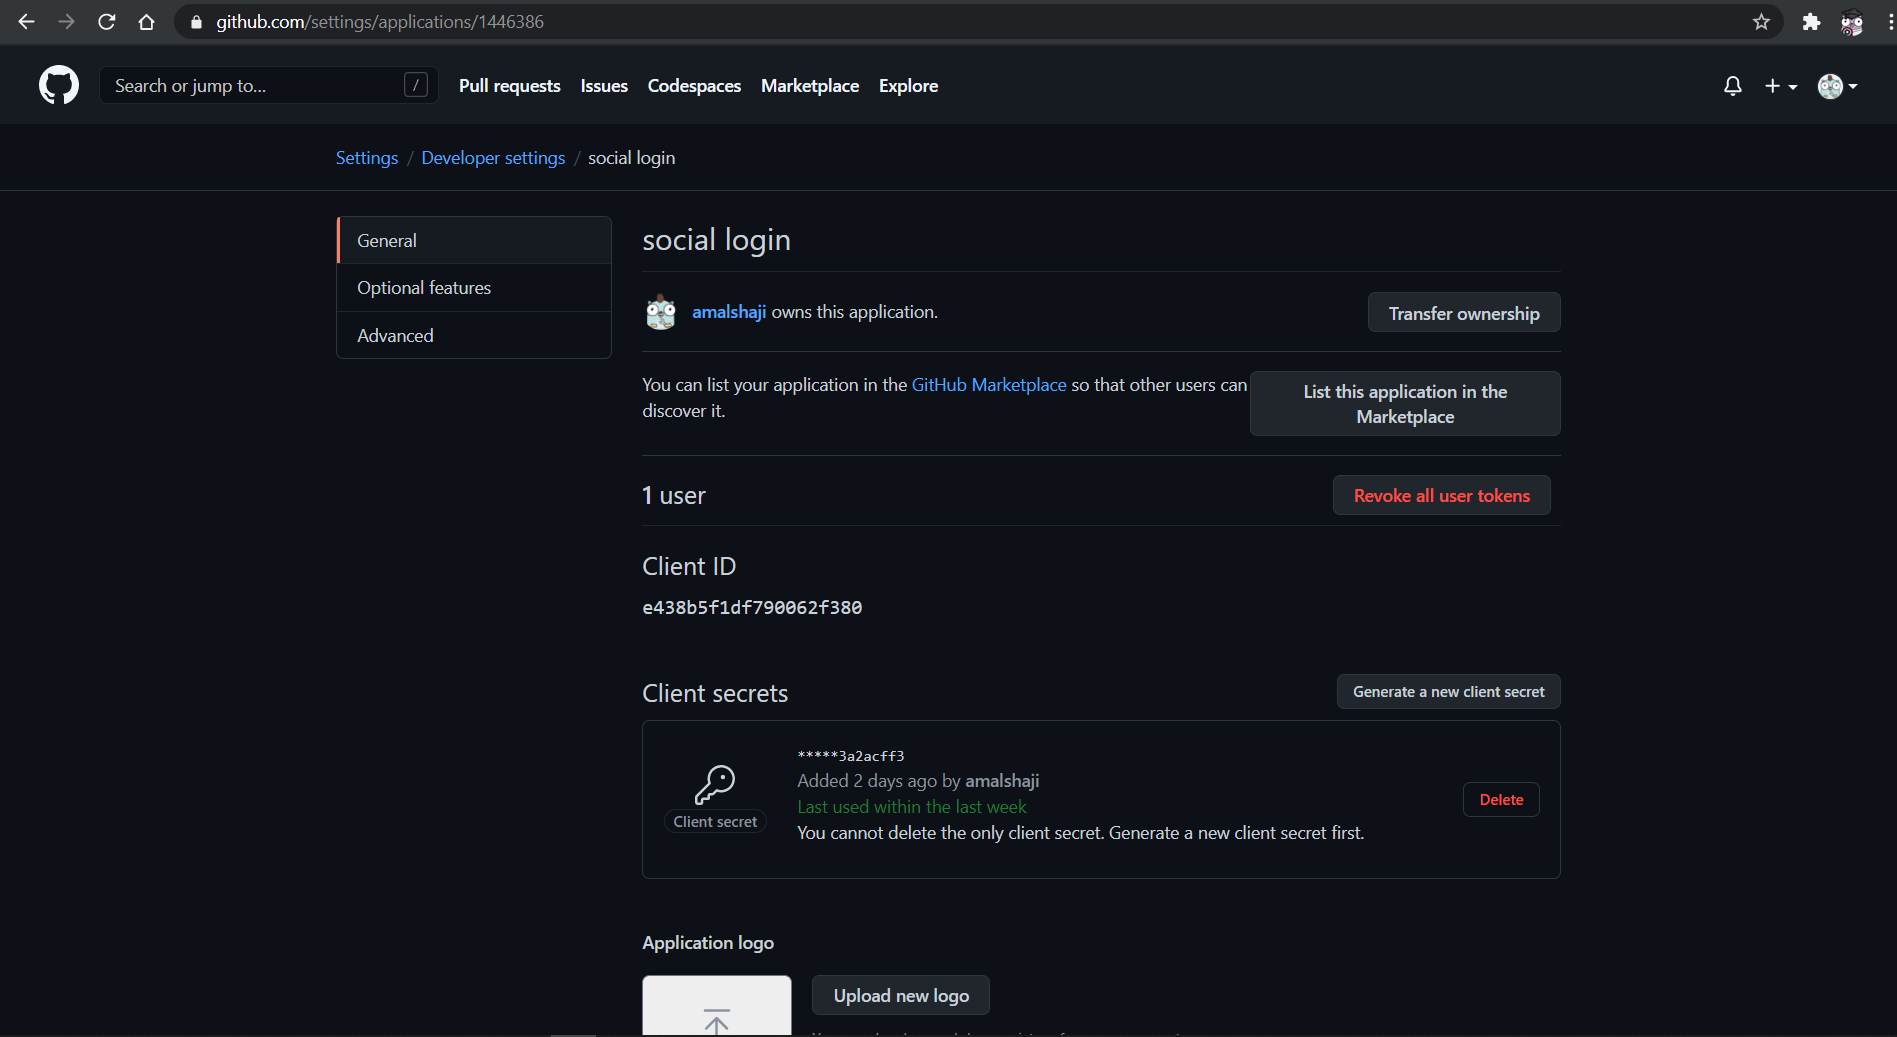 github.com/settings/applications/1446386
Search or jump to... /
Pull requests Issues Codespaces Marketplace Explore
Settings / Developer settings / social login
General
Optional features
Advanced
social login
amalshaji owns this application.
Transfer ownership
You can list your application in the GitHub Marketplace so that other users can
discover it.
List this application in the
Marketplace
1 user
Revoke all user tokens
Client ID
e438b5f1df790062f380
Client secrets
Generate a new client secret
*****3a2acff3
Added 2 days ago by amalshaji
Last used within the last week
You cannot delete the only client secret. Generate a new client secret first.
Client secret
Delete
Application logo
Upload new logo